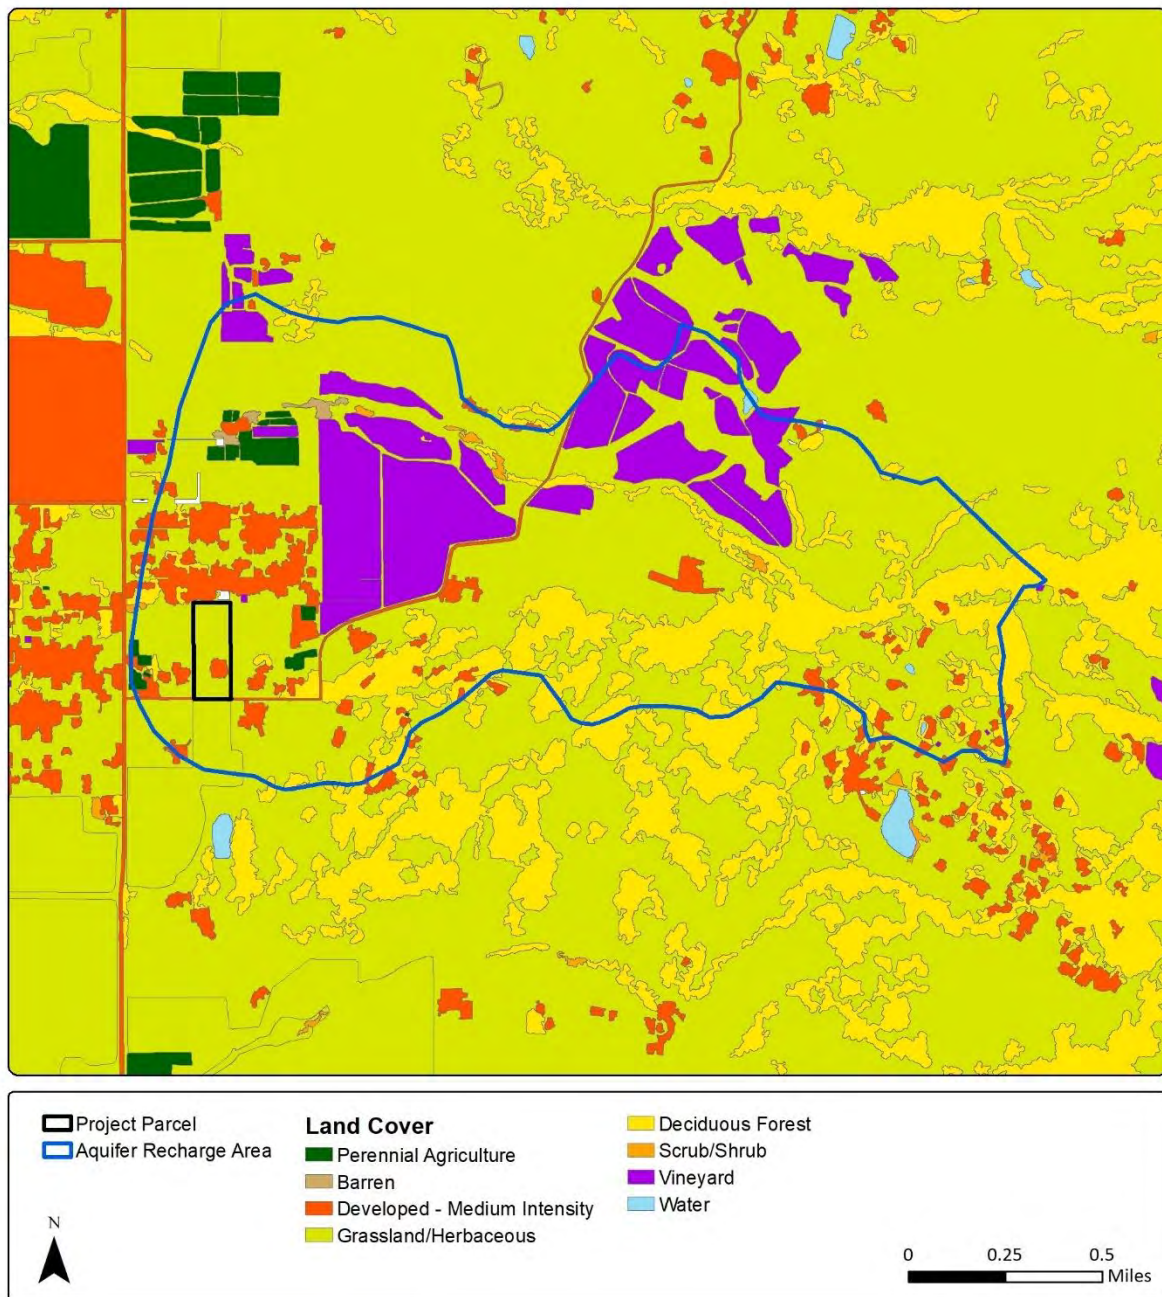 Project Parcel
Aquifer Recharge Area
Land Cover
Perennial Agriculture
Barren
Developed - Medium Intensity
Grassland/Herbaceous
Deciduous Forest
Scrub/Shrub
Vineyard
Water
N
0 0.25 0.5
Miles